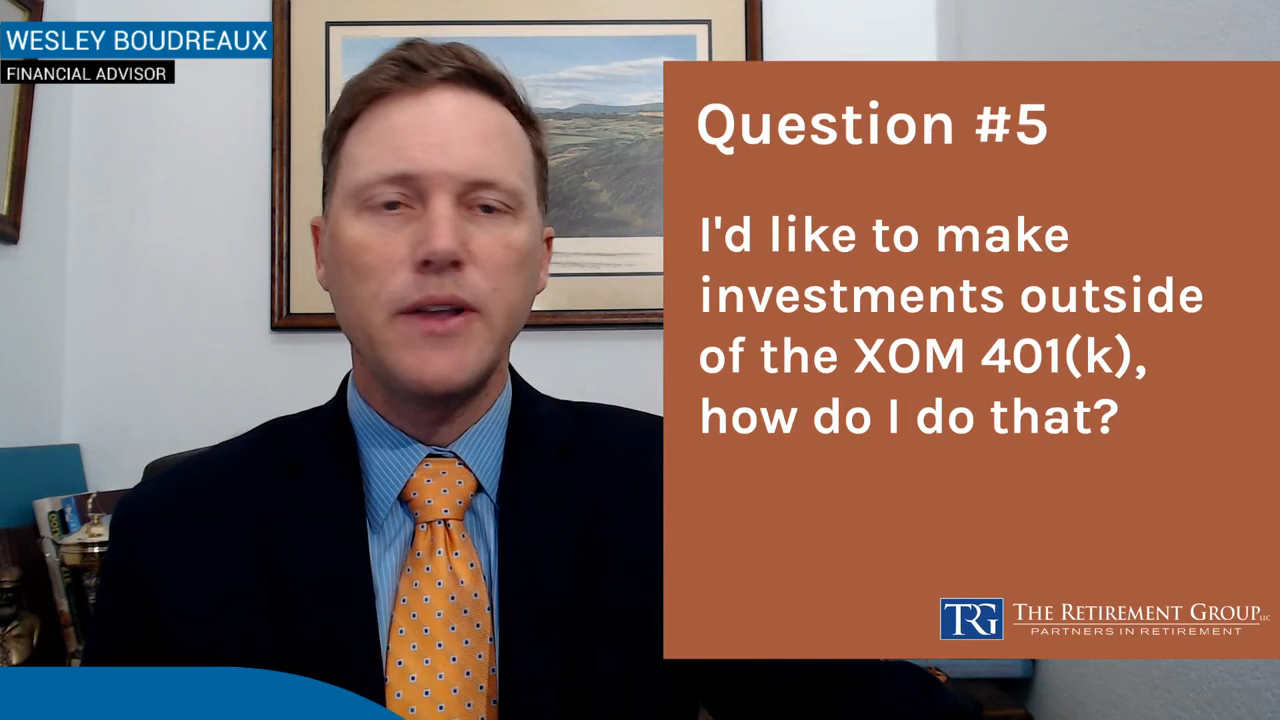 WESLEY BOUDREAUX
FINANCIAL ADVISOR
Question #5
I'd like to make
investments outside
of the XOM 401(k),
how do I do that?
TRG THE RETIREMENT GROUP LLC
PARTNERS IN RETIREMENT